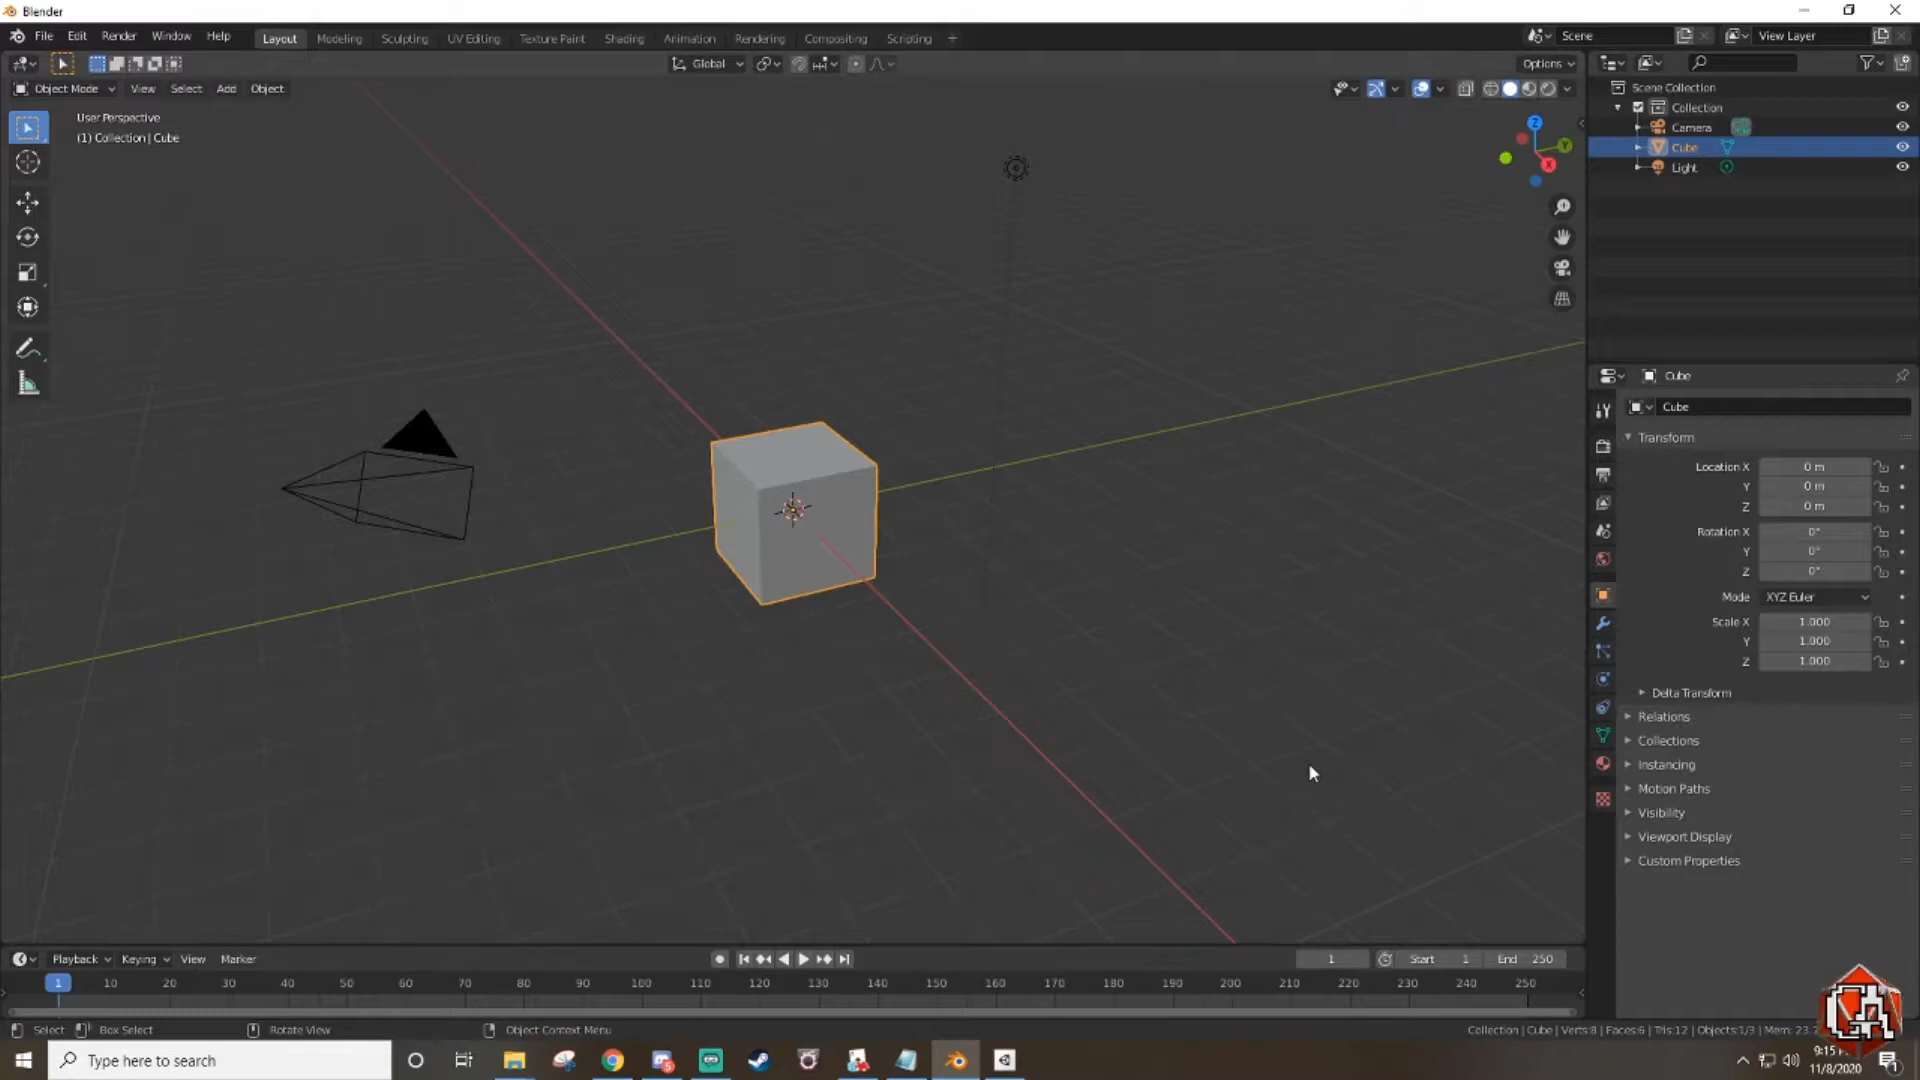 Blender
File Edit Render Window Help Layout Modeling Sculpting UV Editing Texture Paint Shading Animation Rendering Compositing Scripting + Scene View Layer
Global Options
Object Mode View Select Add Object
User Perspective
(1) Collection | Cube
Z
Y
X
Scene Collection
Collection
Camera
Cube
Light
Cube
Cube
Transform
Location X 0 m
Y 0 m
Z 0 m
Rotation X 0°
Y 0°
Z 0°
Mode XYZ Euler
Scale X 1.000
Y 1.000
Z 1.000
Delta Transform
Relations
Collections
Instancing
Motion Paths
Visibility
Viewport Display
Custom Properties
Playback Keying View Marker 1 Start 1 End 250
1 10 20 30 40 50 60 70 80 90 100 110 120 130 140 150 160 170 180 190 200 210 220 230 240 250
Select Box Select Rotate View Object Context Menu Collection | Cube | Verts:8 | Faces:6 | Tris:12 | Objects:1/3 | Mem: 23.
Type here to search
9:15
11/8/2020